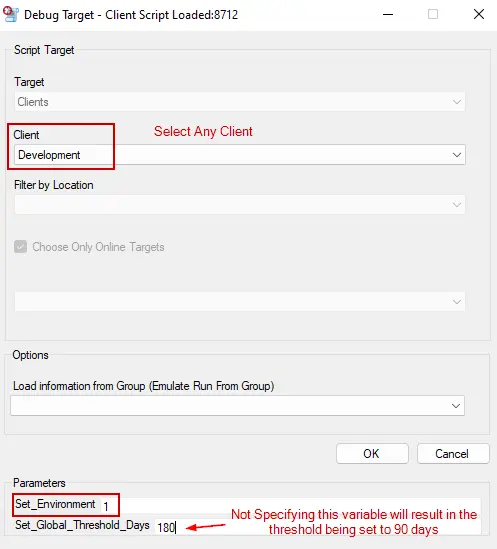 Debug Target - Client Script Loaded:8712
Script Target
Target
Clients
Client
Select Any Client
Development
Filter by Location
Choose Only Online Targets
Options
Load information from Group (Emulate Run From Group)
OK
Cancel
Parameters
Set_Environment 1
Set_Global_Threshold_Days 180
Not Specifying this variable will result in the
threshold being set to 90 days